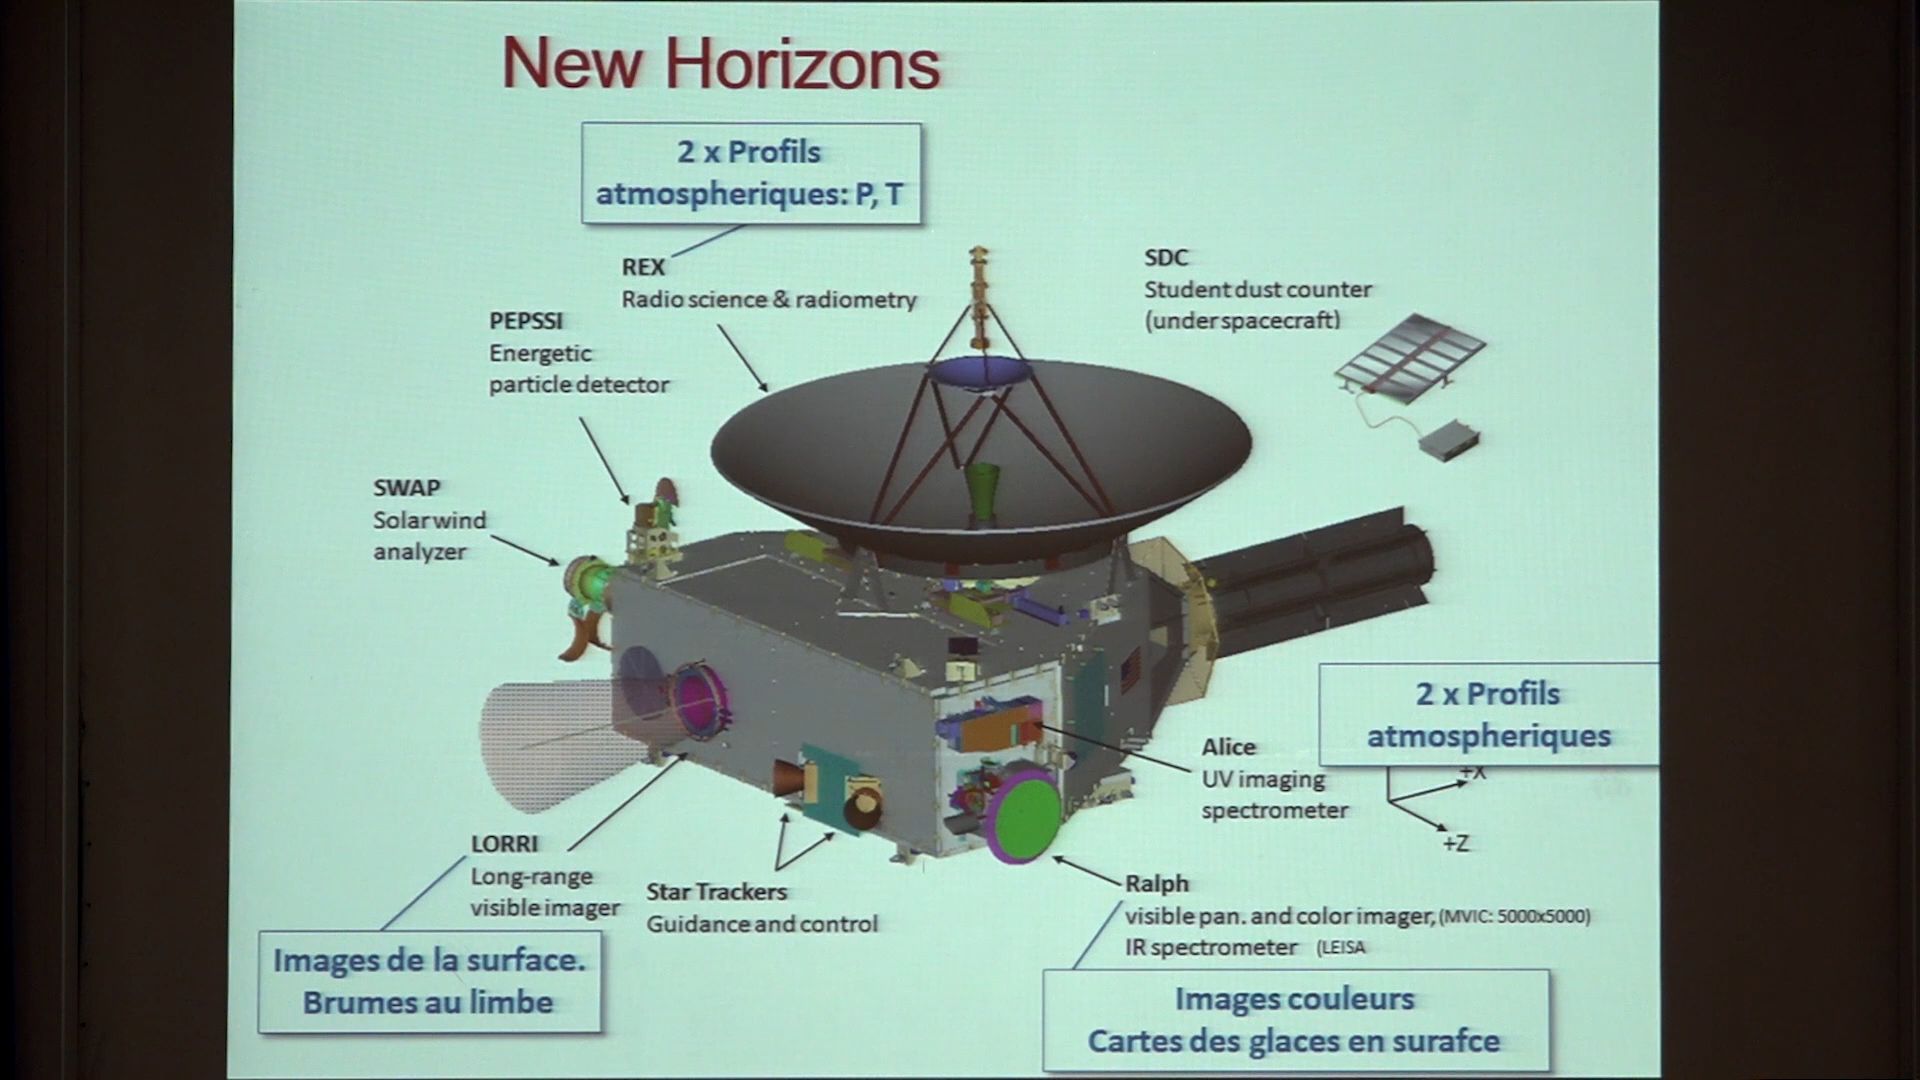 New Horizons
2 x Profils
atmospheriques: P, T
REX
Radio science & radiometry
SDC
Student dust counter
(under spacecraft)
PEPSSI
Energetic
particle detector
SWAP
Solar wind
analyzer
2 x Profils
atmospheriques
+X
+Z
Alice
UV imaging
spectrometer
LORRI
Long-range
visible imager
Star Trackers
Guidance and control
Ralph
visible pan. and color imager, (MVIC: 5000x5000)
IR spectrometer (LEISA
Images de la surface.
Brumes au limbe
Images couleurs
Cartes des glaces en surafce